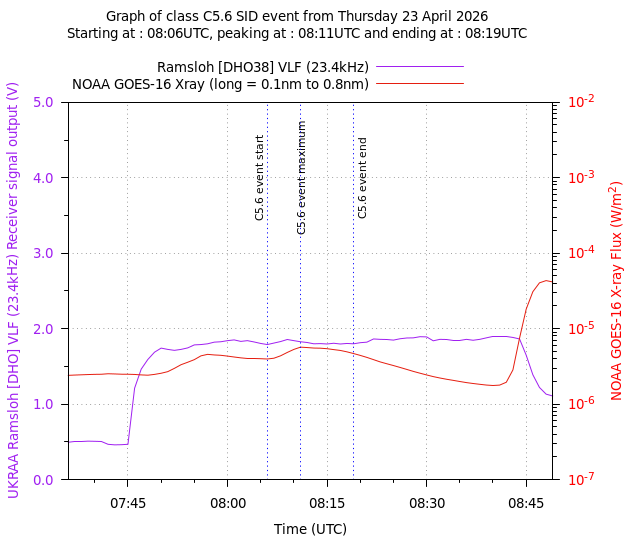 Graph of class C5.6 SID event from Thursday 23 April 2026
Starting at : 08:06UTC, peaking at : 08:11UTC and ending at : 08:19UTC
Ramsloh [DHO38] VLF (23.4kHz)
NOAA GOES-16 Xray (long = 0.1nm to 0.8nm)
UKRAA Ramsloh [DHO] VLF (23.4kHz) Receiver signal output (V)
5.0
4.0
3.0
2.0
1.0
0.0
C5.6 event start
C5.6 event maximum
C5.6 event end
10-2
10-3
10-4
10-5
10-6
10-7
NOAA GOES-16 X-ray Flux (W/m2)
07:45 08:00 08:15 08:30 08:45
Time (UTC)